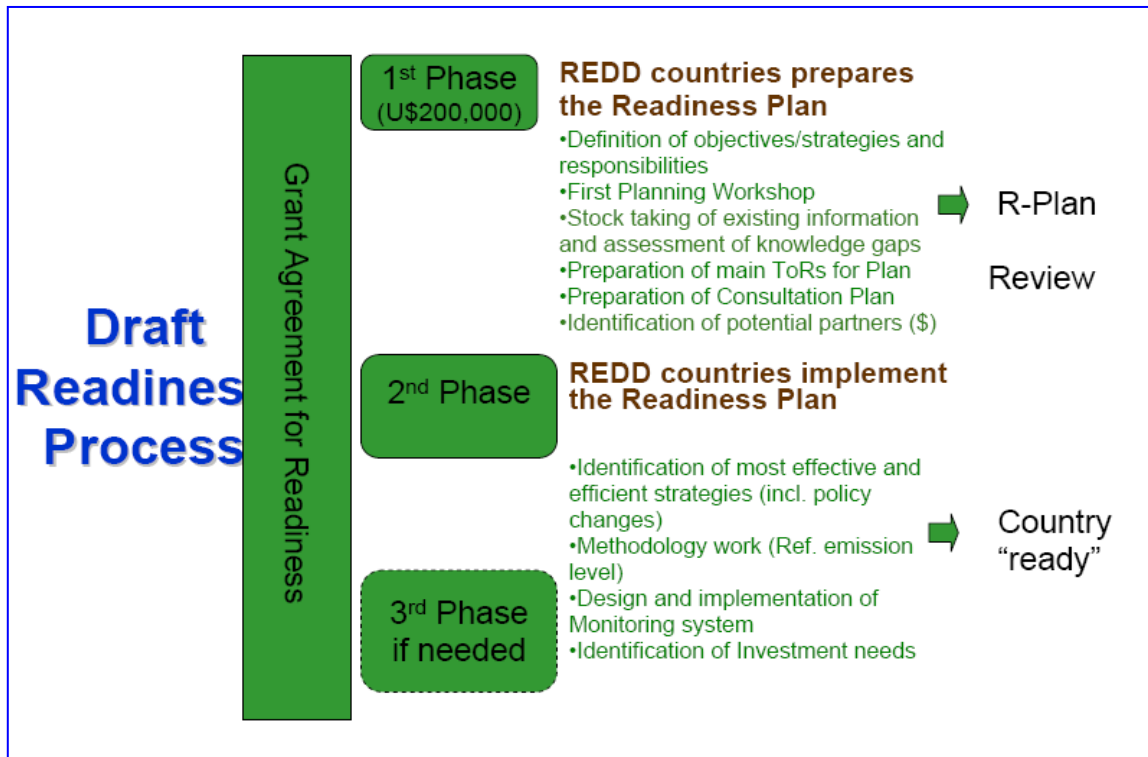 Draft
Readines
Process
Grant Agreement for Readiness
1st Phase
(U$200,000)
REDD countries prepares
the Readiness Plan
•Definition of objectives/strategies and
responsibilities
•First Planning Workshop
•Stock taking of existing information
and assessment of knowledge gaps
•Preparation of main ToRs for Plan
•Preparation of Consultation Plan
•Identification of potential partners ($)
R-Plan
Review
2nd Phase
REDD countries implement
the Readiness Plan
•Identification of most effective and
efficient strategies (incl. policy
changes)
•Methodology work (Ref. emission
level)
•Design and implementation of
Monitoring system
•Identification of Investment needs
Country
“ready”
3rd Phase
if needed